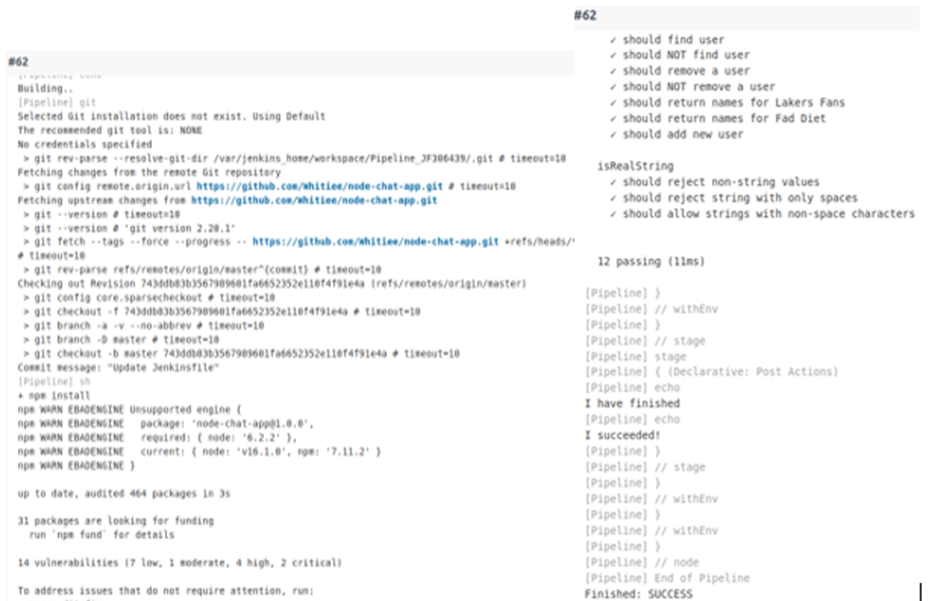 #62
[Pipeline] echo
Building..
[Pipeline] git
Selected Git installation does not exist. Using Default
The recommended git tool is: NONE
No credentials specified
> git rev-parse --resolve-git-dir /var/jenkins_home/workspace/Pipeline_JF306439/.git # timeout=10
Fetching changes from the remote Git repository
> git config remote.origin.url https://github.com/Whitiee/node-chat-app.git # timeout=10
Fetching upstream changes from https://github.com/Whitiee/node-chat-app.git
> git --version # timeout=10
> git --version # 'git version 2.20.1'
> git fetch --tags --force --progress -- https://github.com/Whitiee/node-chat-app.git +refs/heads/
# timeout=10
> git rev-parse refs/remotes/origin/master^{commit} # timeout=10
Checking out Revision 743ddb83b3567989601fa6652352e110f4f91e4a (refs/remotes/origin/master)
> git config core.sparsecheckout # timeout=10
> git checkout -f 743ddb83b3567989601fa6652352e110f4f91e4a # timeout=10
> git branch -a -v --no-abbrev # timeout=10
> git branch -D master # timeout=10
> git checkout -b master 743ddb83b3567989601fa6652352e110f4f91e4a # timeout=10
Commit message: "Update Jenkinsfile"
[Pipeline] sh
+ npm install
npm WARN EBADENGINE Unsupported engine {
npm WARN EBADENGINE   package: 'node-chat-app@1.0.0',
npm WARN EBADENGINE   required: { node: '6.2.2' },
npm WARN EBADENGINE   current: { node: 'v16.1.0', npm: '7.11.2' }
npm WARN EBADENGINE }
up to date, audited 464 packages in 3s
31 packages are looking for funding
run `npm fund` for details
14 vulnerabilities (7 low, 1 moderate, 4 high, 2 critical)
To address issues that do not require attention, run:
#62
✓ should find user
✓ should NOT find user
✓ should remove a user
✓ should NOT remove a user
✓ should return names for Lakers Fans
✓ should return names for Fad Diet
✓ should add new user
isRealString
✓ should reject non-string values
✓ should reject string with only spaces
✓ should allow strings with non-space characters
12 passing (11ms)
[Pipeline] }
[Pipeline] // withEnv
[Pipeline] }
[Pipeline] // stage
[Pipeline] stage
[Pipeline] { (Declarative: Post Actions)
[Pipeline] echo
I have finished
[Pipeline] echo
I succeeded!
[Pipeline] }
[Pipeline] // stage
[Pipeline] }
[Pipeline] // withEnv
[Pipeline] }
[Pipeline] // withEnv
[Pipeline] }
[Pipeline] // node
[Pipeline] End of Pipeline
Finished: SUCCESS